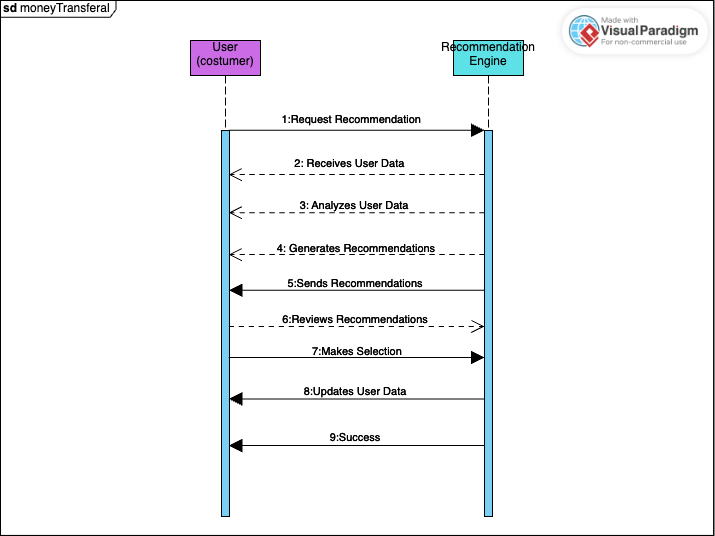 sd moneyTransferal
Made with
VisualParadigm
For non-commercial use
User
(costumer)
Recommendation
Engine
1:Request Recommendation
2: Receives User Data
3: Analyzes User Data
4: Generates Recommendations
5:Sends Recommendations
6:Reviews Recommendations
7:Makes Selection
8:Updates User Data
9:Success